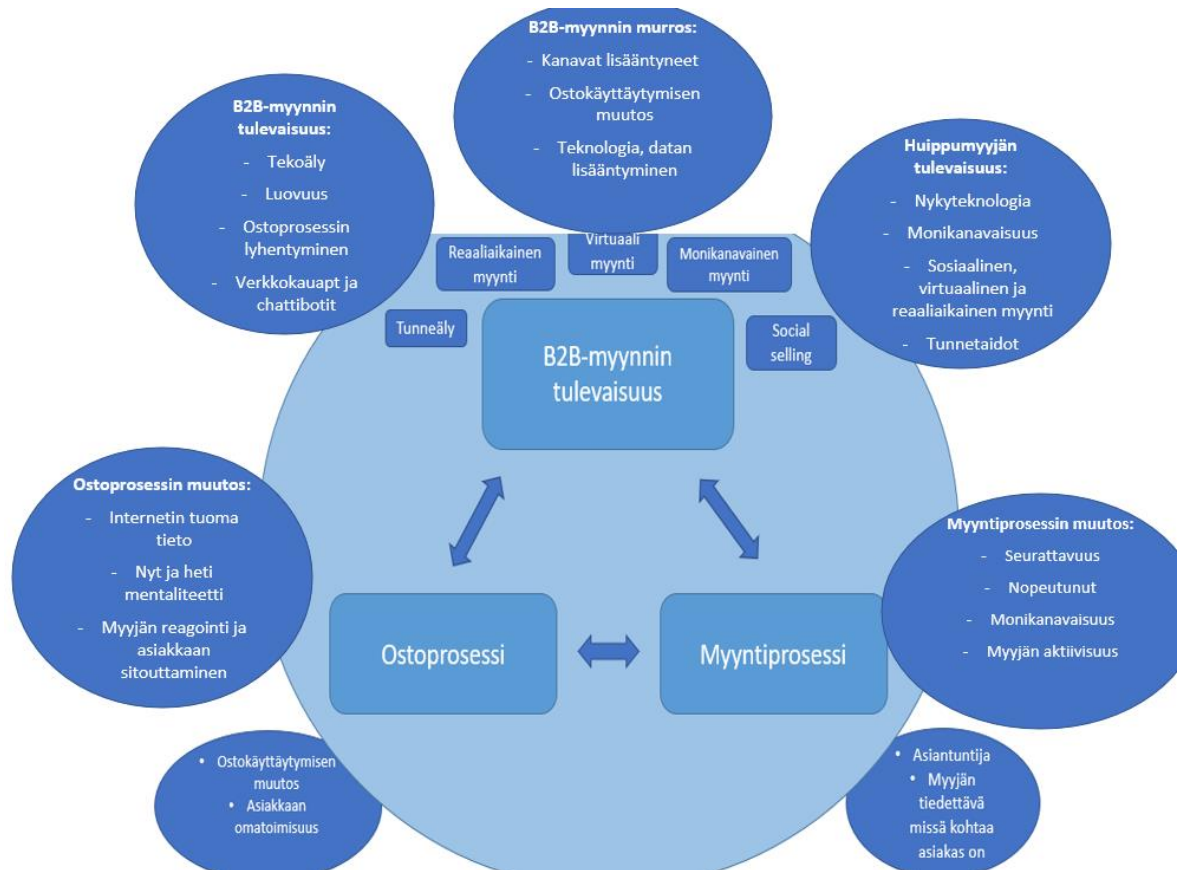 B2B-myynnin murros:
- Kanavat lisääntyneet
- Ostokäyttäytymisen
muutos
- Teknologia, datan
lisääntyminen
B2B-myynnin
tulevaisuus:
- Tekoäly
- Luovuus
- Ostoprosessin
lyhentyminen
- Verkkokauapt ja
chattibotit
Huippumyyjän
tulevaisuus:
- Nykyteknologia
- Monikanavaisuus
- Sosiaalinen,
virtuaalinen ja
reaaliaikainen myynti
- Tunnetaidot
Tunneäly
Reaaliaikainen
myynti
Virtuaali
myynti
Monikanavainen
myynti
Social
selling
B2B-myynnin
tulevaisuus
Ostoprosessin muutos:
- Internetin tuoma
tieto
- Nyt ja heti
mentaliteetti
- Myyjän reagointi ja
asiakkaan
sitouttaminen
Ostoprosessi
Myyntiprosessi
Myyntiprosessin muutos:
- Seurattavuus
- Nopeutunut
- Monikanavaisuus
- Myyjän aktiivisuus
• Ostokäyttäytymisen
muutos
• Asiakkaan
omatoimisuus
• Asiantuntija
• Myyjän
tiedettävä
missä kohtaa
asiakas on